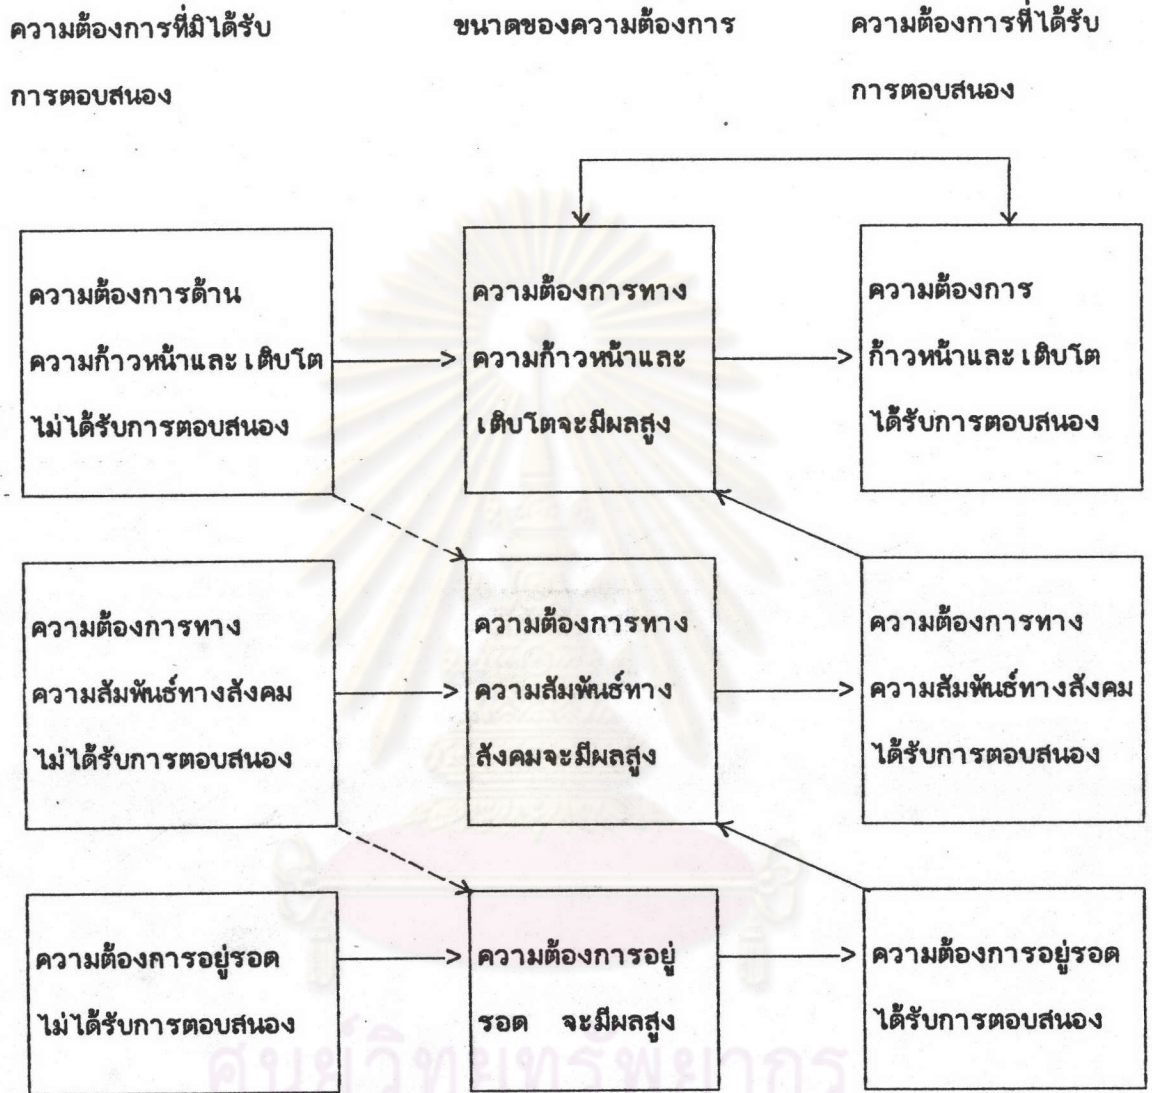 ความต้องการที่มิได้รับ
การตอบสนอง
ขนาดของความต้องการ
ความต้องการที่ได้รับ
การตอบสนอง
ความต้องการด้าน
ความก้าวหน้าและเติบโต
ไม่ได้รับการตอบสนอง
ความต้องการทาง
ความก้าวหน้าและ
เติบโตจะมีผลสูง
ความต้องการ
ก้าวหน้าและเติบโต
ได้รับการตอบสนอง
ความต้องการทาง
ความสัมพันธ์ทางสังคม
ไม่ได้รับการตอบสนอง
ความต้องการทาง
ความสัมพันธ์ทาง
สังคมจะมีผลสูง
ความต้องการทาง
ความสัมพันธ์ทางสังคม
ได้รับการตอบสนอง
ความต้องการอยู่รอด
ไม่ได้รับการตอบสนอง
ความต้องการอยู่
รอด จะมีผลสูง
ความต้องการอยู่รอด
ได้รับการตอบสนอง
ศูนย์วิทยทรัพยากร